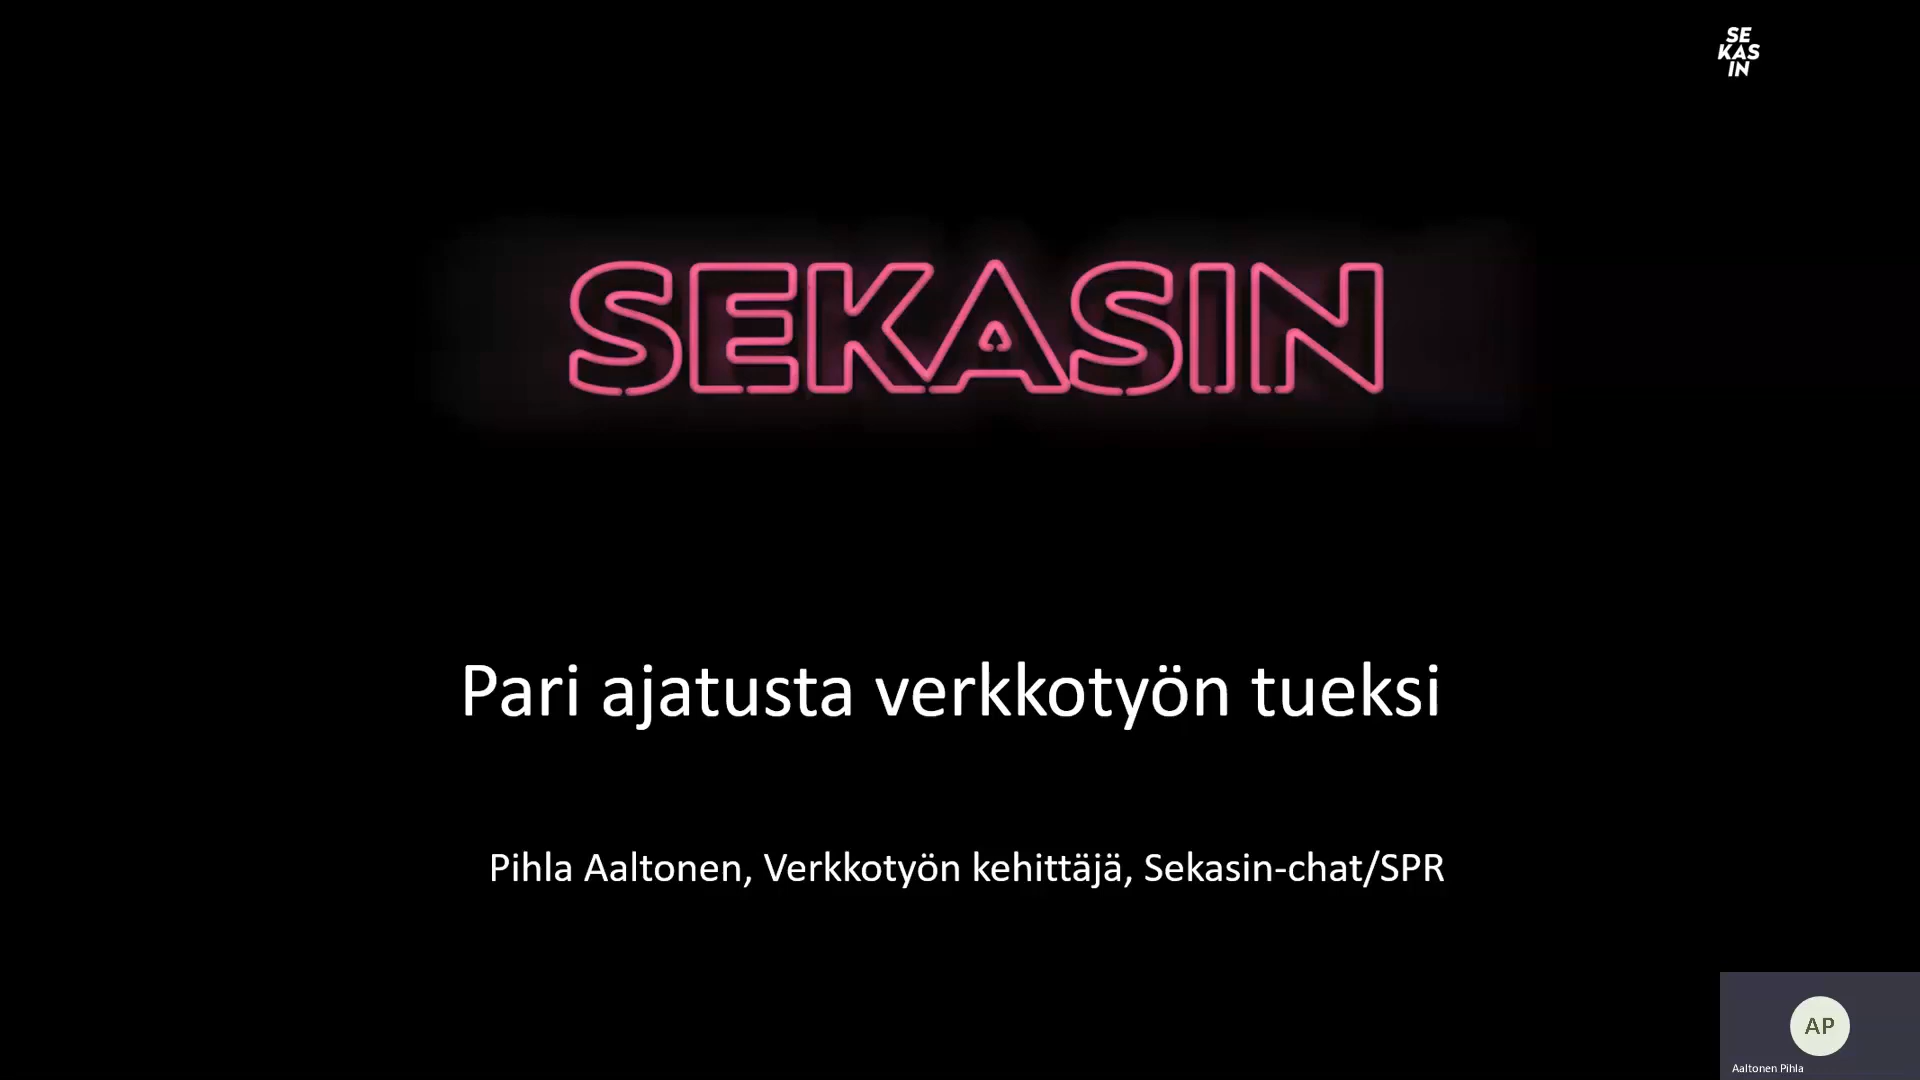 SE
KAS
IN
SEKASIN
Pari ajatusta verkkotyön tueksi
Pihla Aaltonen, Verkkotyön kehittäjä, Sekasin-chat/SPR
AP
Aaltonen Pihla